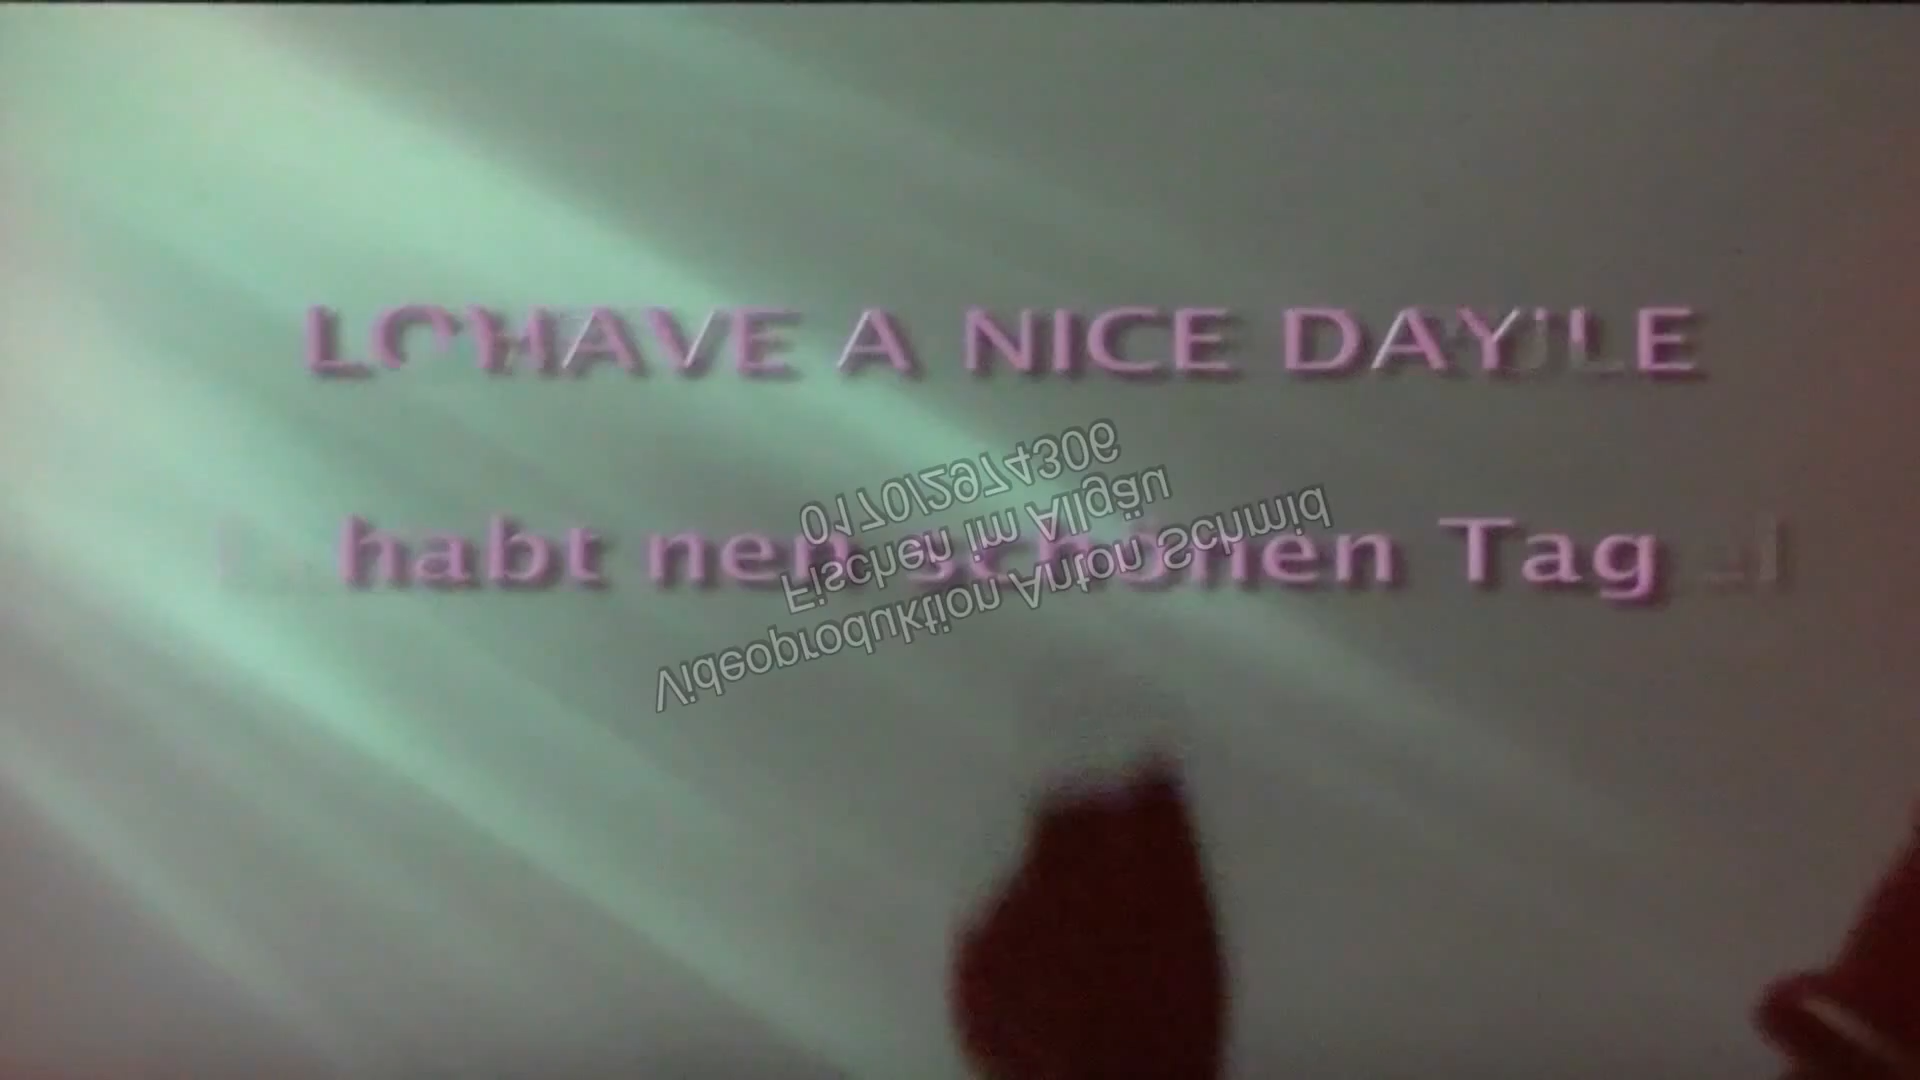 HAVE A NICE DAY
habt nen schönen Tag
Videoproduktion Anton Schmid
Fischen im Allgäu
0170/2974306